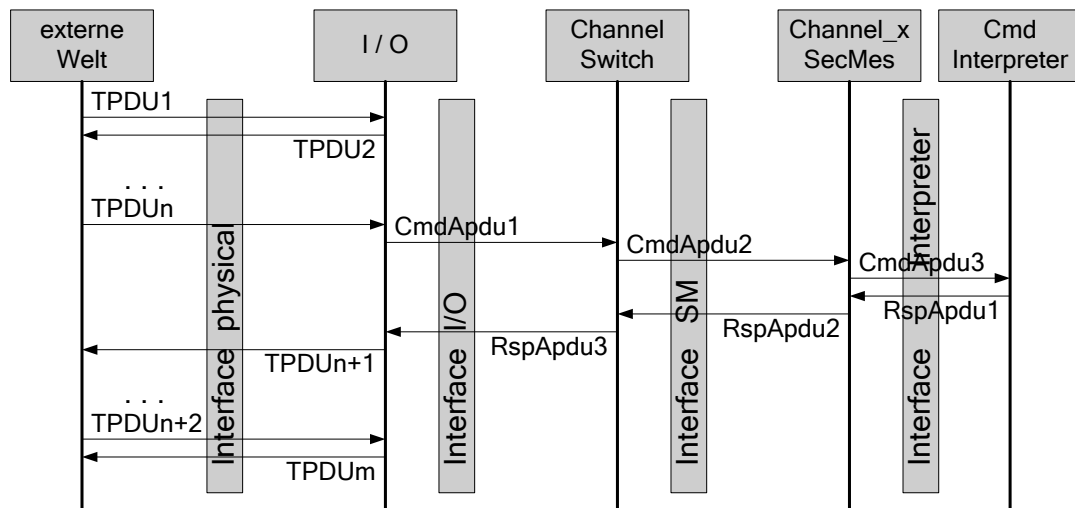 externe
Welt
I / O
Channel
Switch
Channel_x
SecMes
Cmd
Interpreter
TPDU1
TPDU2
. . .
TPDUn
CmdApdu1
CmdApdu2
CmdApdu3
RspApdu1
RspApdu2
RspApdu3
TPDUn+1
. . .
TPDUn+2
TPDUm
Interface physical
Interface I/O
Interface SM
Interface Interpreter